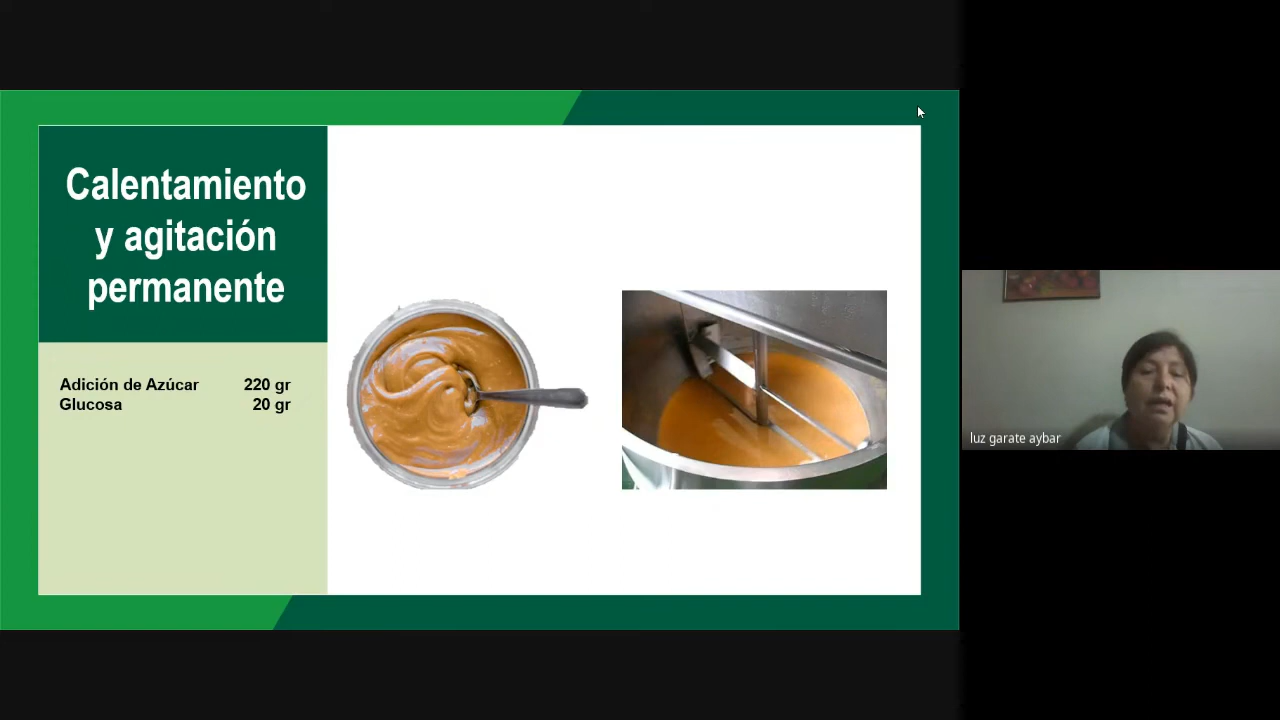 Calentamiento
y agitación
permanente
Adición de Azúcar 220 gr
Glucosa 20 gr
luz garate aybar